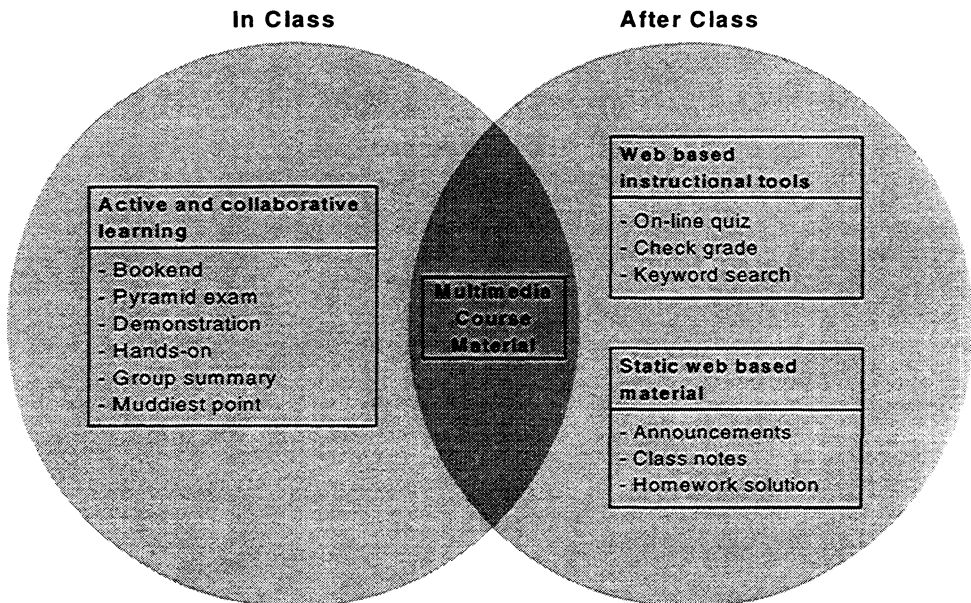 In Class
After Class
Active and collaborative
learning
- Bookend
- Pyramid exam
- Demonstration
- Hands-on
- Group summary
- Muddiest point
Multimedia
Course
Material
Web based
instructional tools
- On-line quiz
- Check grade
- Keyword search
Static web based
material
- Announcements
- Class notes
- Homework solution